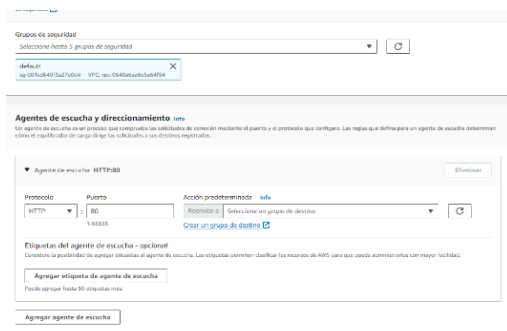 Grupos de seguridad
Seleccione hasta 5 grupos de seguridad
default
VPC:
Agentes de escucha y direccionamiento Info
Un agente de escucha es un proceso que comprueba las solicitudes de conexión mediante el puerto y el protocolo que configure. Las reglas que defina para un agente de escucha determinan
cómo el equilibrador de carga dirige las solicitudes a sus destinos registrados.
Agente de escucha HTTP:80
Eliminar
Protocolo Puerto Acción predeterminada Info
HTTP : 80 Reenviar a Seleccione un grupo de destino
1-65535 Crear un grupo de destino
Etiquetas del agente de escucha - opcional
Considere la posibilidad de agregar etiquetas al agente de escucha. Las etiquetas permiten clasificar los recursos de AWS para que pueda administrarlos con mayor facilidad.
Agregar etiqueta de agente de escucha
Puede agregar hasta 50 etiquetas más.
Agregar agente de escucha